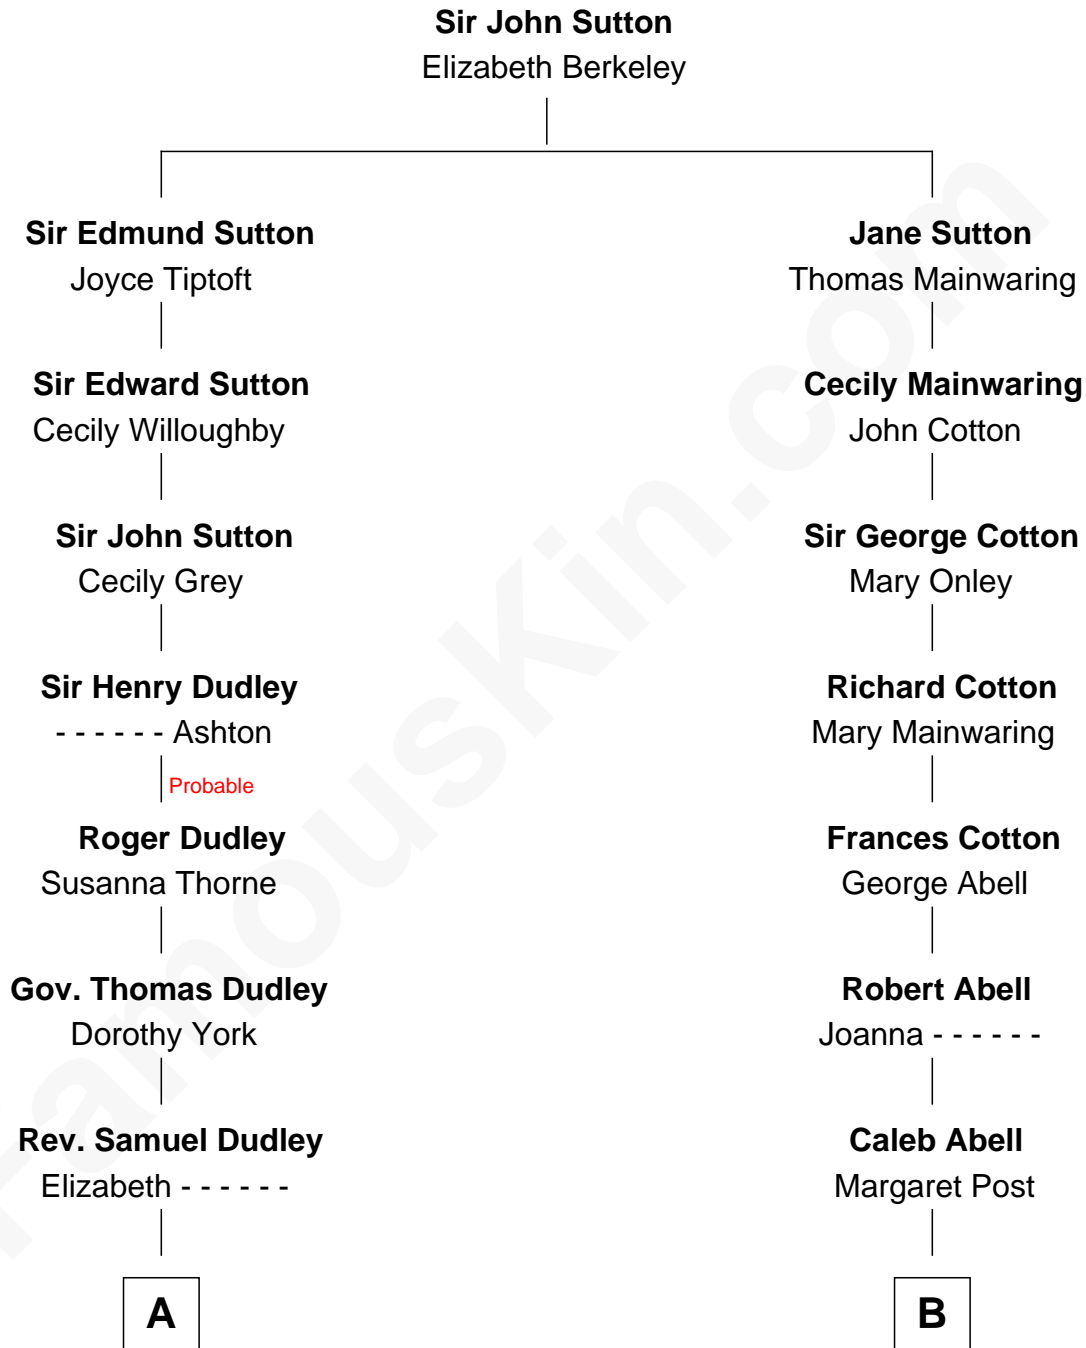 Sir John Sutton
Elizabeth Berkeley
Sir Edmund Sutton
Joyce Tiptoft
Jane Sutton
Thomas Mainwaring
Sir Edward Sutton
Cecily Willoughby
Cecily Mainwaring
John Cotton
Sir John Sutton
Cecily Grey
Sir George Cotton
Mary Onley
Sir Henry Dudley
- - - - - - Ashton
Richard Cotton
Mary Mainwaring
Probable
Roger Dudley
Susanna Thorne
Frances Cotton
George Abell
Gov. Thomas Dudley
Dorothy York
Robert Abell
Joanna - - - - - -
Rev. Samuel Dudley
Elizabeth - - - - - -
Caleb Abell
Margaret Post
A
B
FamousKin.com